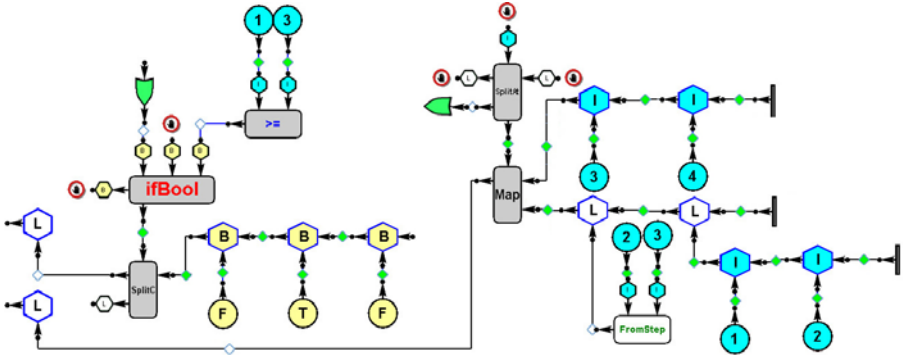 1 3
I
I I
L L
SplitAt
I I
>=
B B B
3 4
B
ifBool
Map
L
L L
2 3
B B B
I I
I I
SplitC
L
L
F T F
FromStep
1 2